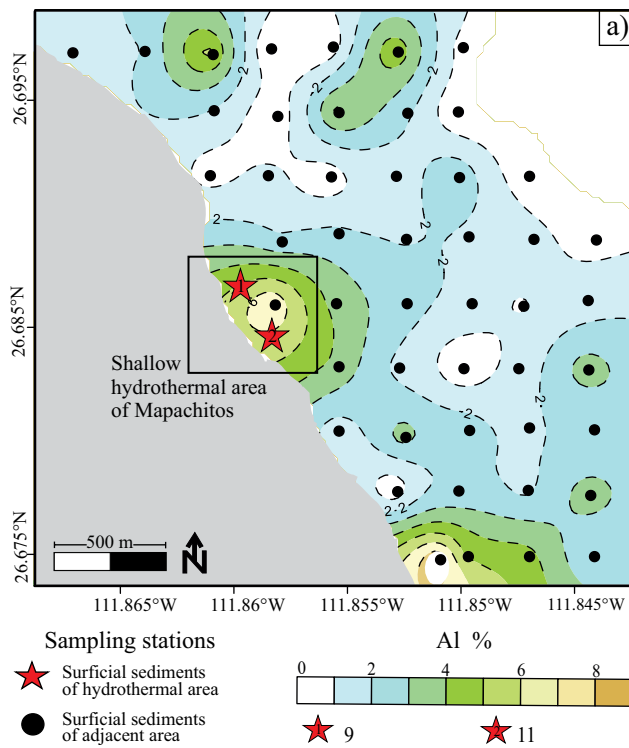 a)
26.695°N
26.685°N
26.675°N
2
2
2
2
2
2
2
2-2
2
6
1
2
Shallow
hydrothermal area
of Mapachitos
500 m
N
111.865°W 111.86°W 111.855°W 111.85°W 111.845°W
Sampling stations
Surficial sediments
of hydrothermal area
Surficial sediments
of adjacent area
Al %
0 2 4 6 8
1 9 2 11